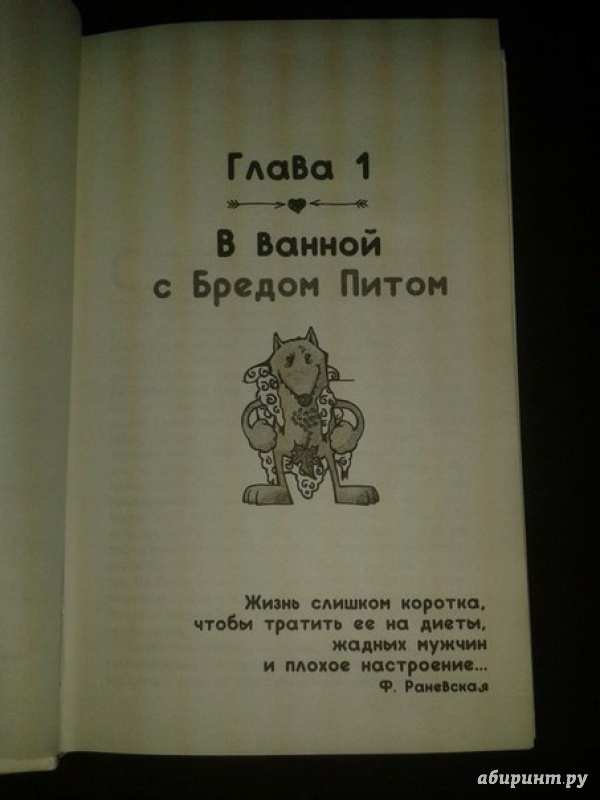 Глава 1
В ванной
с Бредом Питом
Жизнь слишком коротка,
чтобы тратить ее на диеты,
жадных мужчин
и плохое настроение...
Ф. Раневская
абиринт.ру